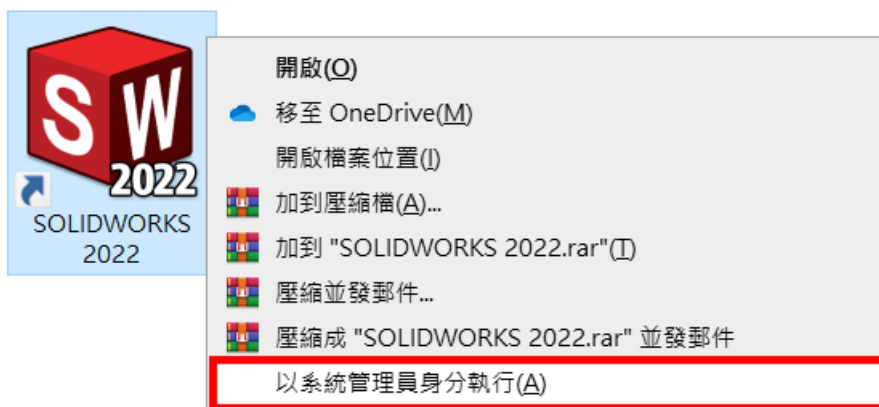 SW
2022
SOLIDWORKS
2022
開啟(O)
移至 OneDrive(M)
開啟檔案位置(I)
加到壓縮檔(A)...
加到 "SOLIDWORKS 2022.rar"(T)
壓縮並發郵件...
壓縮成 "SOLIDWORKS 2022.rar" 並發郵件
以系統管理員身分執行(A)